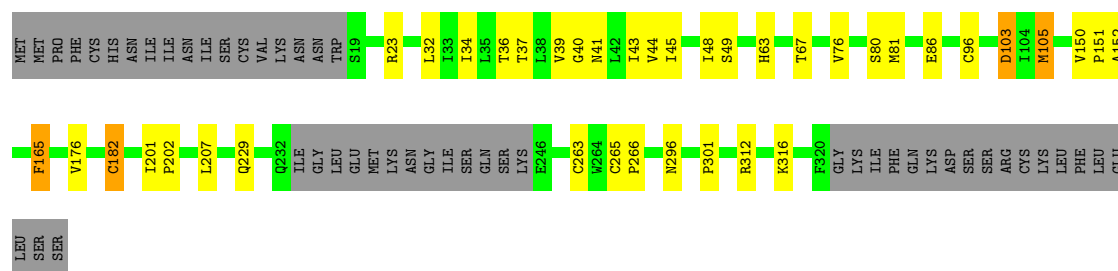 MET MET PRO PHE CYS HIS ASN ILE ILE ASN ILE SER CYS VAL LYS ASN ASN TRP S19 R23 L32 I33 I34 L35 T36 T37 L38 V39 G40 N41 L42 I43 V44 I45 I48 S49 H63 T67 V76 S80 M81 E86 C96 D103 I104 M105 V150 P151 A152
F165 V176 C182 I201 P202 L207 Q229 Q232 ILE GLY LEU GLU MET LYS ASN GLY ILE SER GLN SER LYS E246 C263 W264 C265 P266 N296 P301 R312 K316 F320 GLY LYS ILE PHE GLN LYS ASP SER SER ARG CYS LYS LEU PHE LEU GLU
LEU SER SER